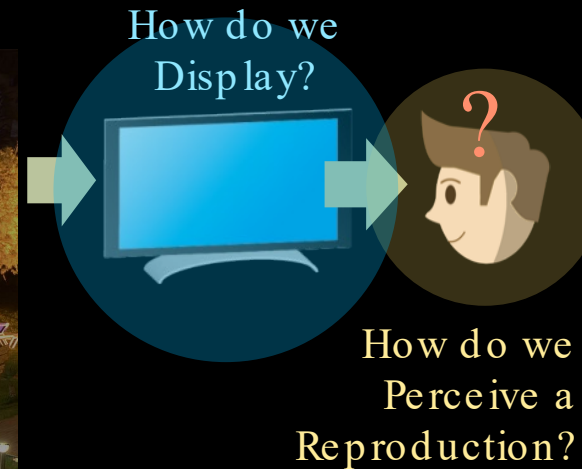 How do we
Display?
?
How do we
Perceive a
Reproduction?